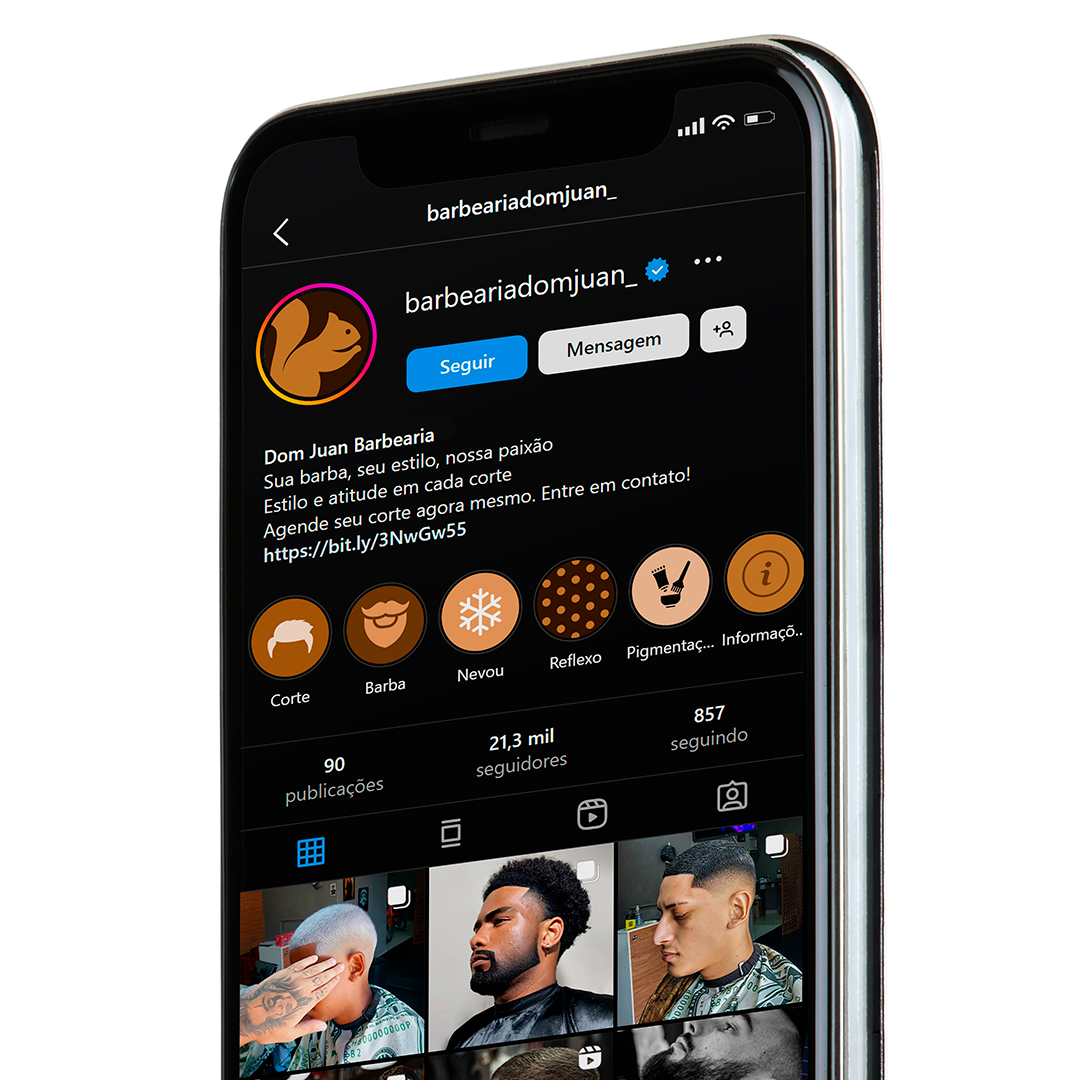 barbeariadomjuan_
barbeariadomjuan_
Seguir
Mensagem
Dom Juan Barbearia
Sua barba, seu estilo, nossa paixão
Estilo e atitude em cada corte
Agende seu corte agora mesmo. Entre em contato!
https://bit.ly/3NwGw55
Corte
Barba
Nevou
Reflexo
Pigmentaç...
Informaçõ..
90
publicações
21,3 mil
seguidores
857
seguindo